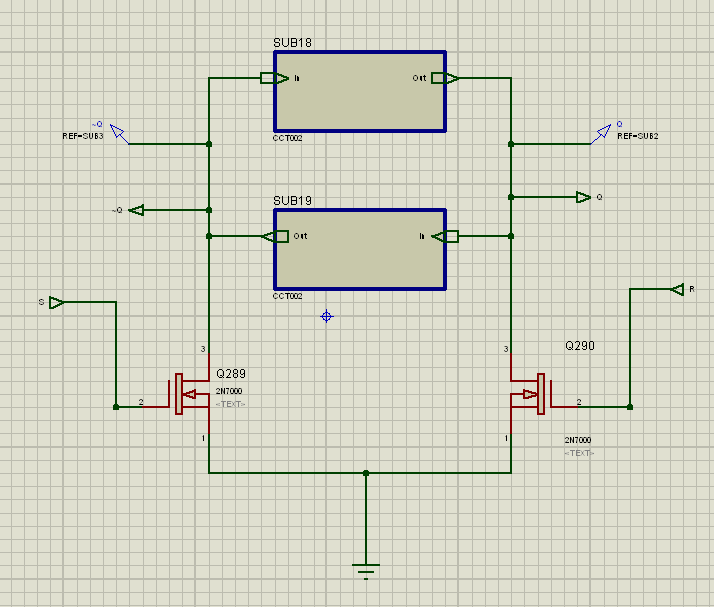 SUB18
In
Out
CCT002
~Q
REF=SUB3
Q
REF=SUB2
~Q
Q
SUB19
Out
In
CCT002
S
R
3
Q289
2N7000
<TEXT>
2
1
3
Q290
2
1
2N7000
<TEXT>